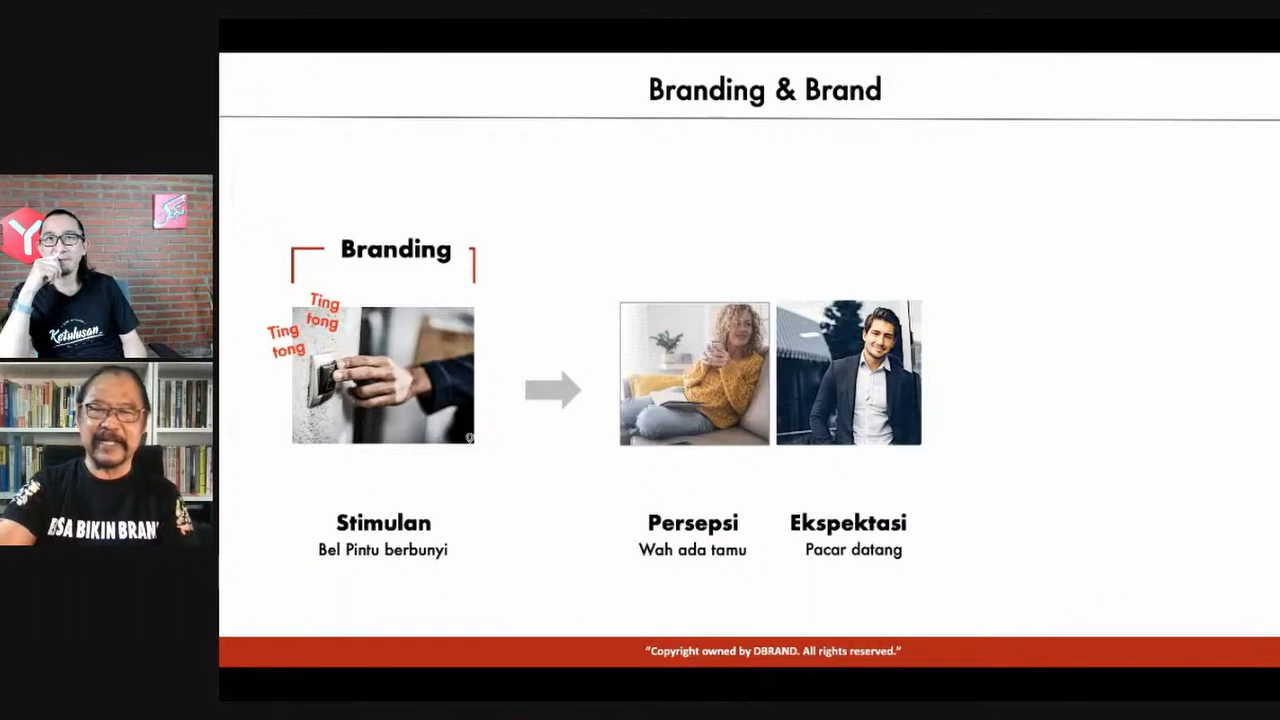 Branding & Brand
Branding
Ting
tong
Ting
tong
Stimulan
Bel Pintu berbunyi
Persepsi
Wah ada tamu
Ekspektasi
Pacar datang
"Copyright owned by DBRAND. All rights reserved."
Y
Ketulusan
SA BIKIN BRAN